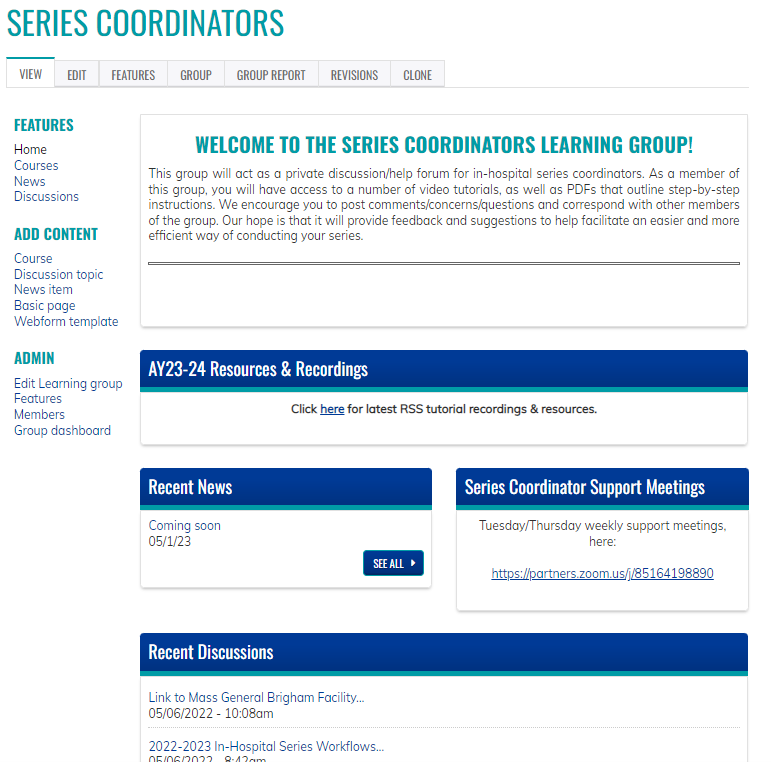 SERIES COORDINATORS
VIEW
EDIT
FEATURES
GROUP
GROUP REPORT
REVISIONS
CLONE
FEATURES
Home
Courses
News
Discussions
ADD CONTENT
Course
Discussion topic
News item
Basic page
Webform template
ADMIN
Edit Learning group
Features
Members
Group dashboard
WELCOME TO THE SERIES COORDINATORS LEARNING GROUP!
This group will act as a private discussion/help forum for in-hospital series coordinators. As a member of
this group, you will have access to a number of video tutorials, as well as PDFs that outline step-by-step
instructions. We encourage you to post comments/concerns/questions and correspond with other members
of the group. Our hope is that it will provide feedback and suggestions to help facilitate an easier and more
efficient way of conducting your series.
AY23-24 Resources & Recordings
Click here for latest RSS tutorial recordings & resources.
Recent News
Coming soon
05/1/23
SEE ALL
Series Coordinator Support Meetings
Tuesday/Thursday weekly support meetings,
here:
https://partners.zoom.us/j/85164198890
Recent Discussions
Link to Mass General Brigham Facility...
05/06/2022 - 10:08am
2022-2023 In-Hospital Series Workflows...
05/06/2022 - 8:42am